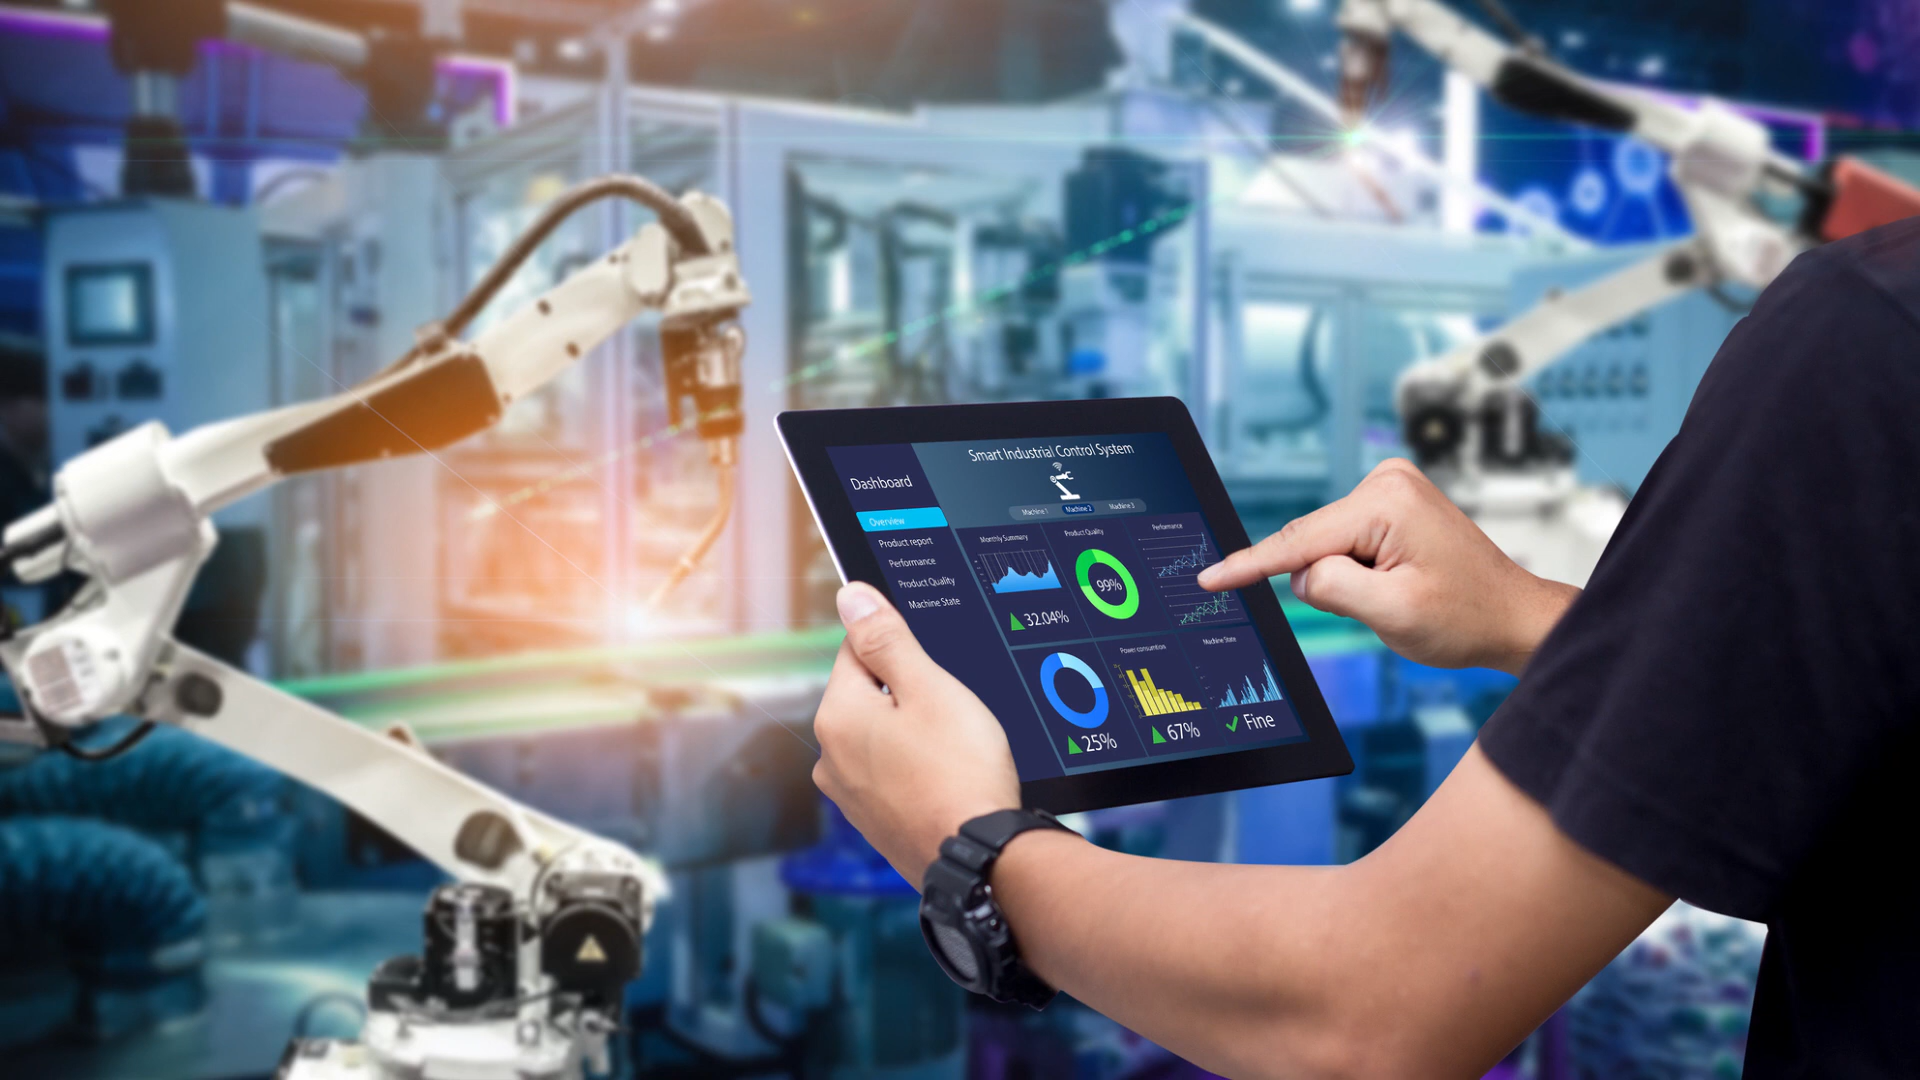 Smart Industrial Control System
Dashboard
Machine 1
Machine 2
Machine 3
Overview
Product report
Performance
Product Quality
Machine State
Monthly Summary
Product Quality
Performance
99%
32.04%
Power consumtion
Machine State
25%
67%
Fine